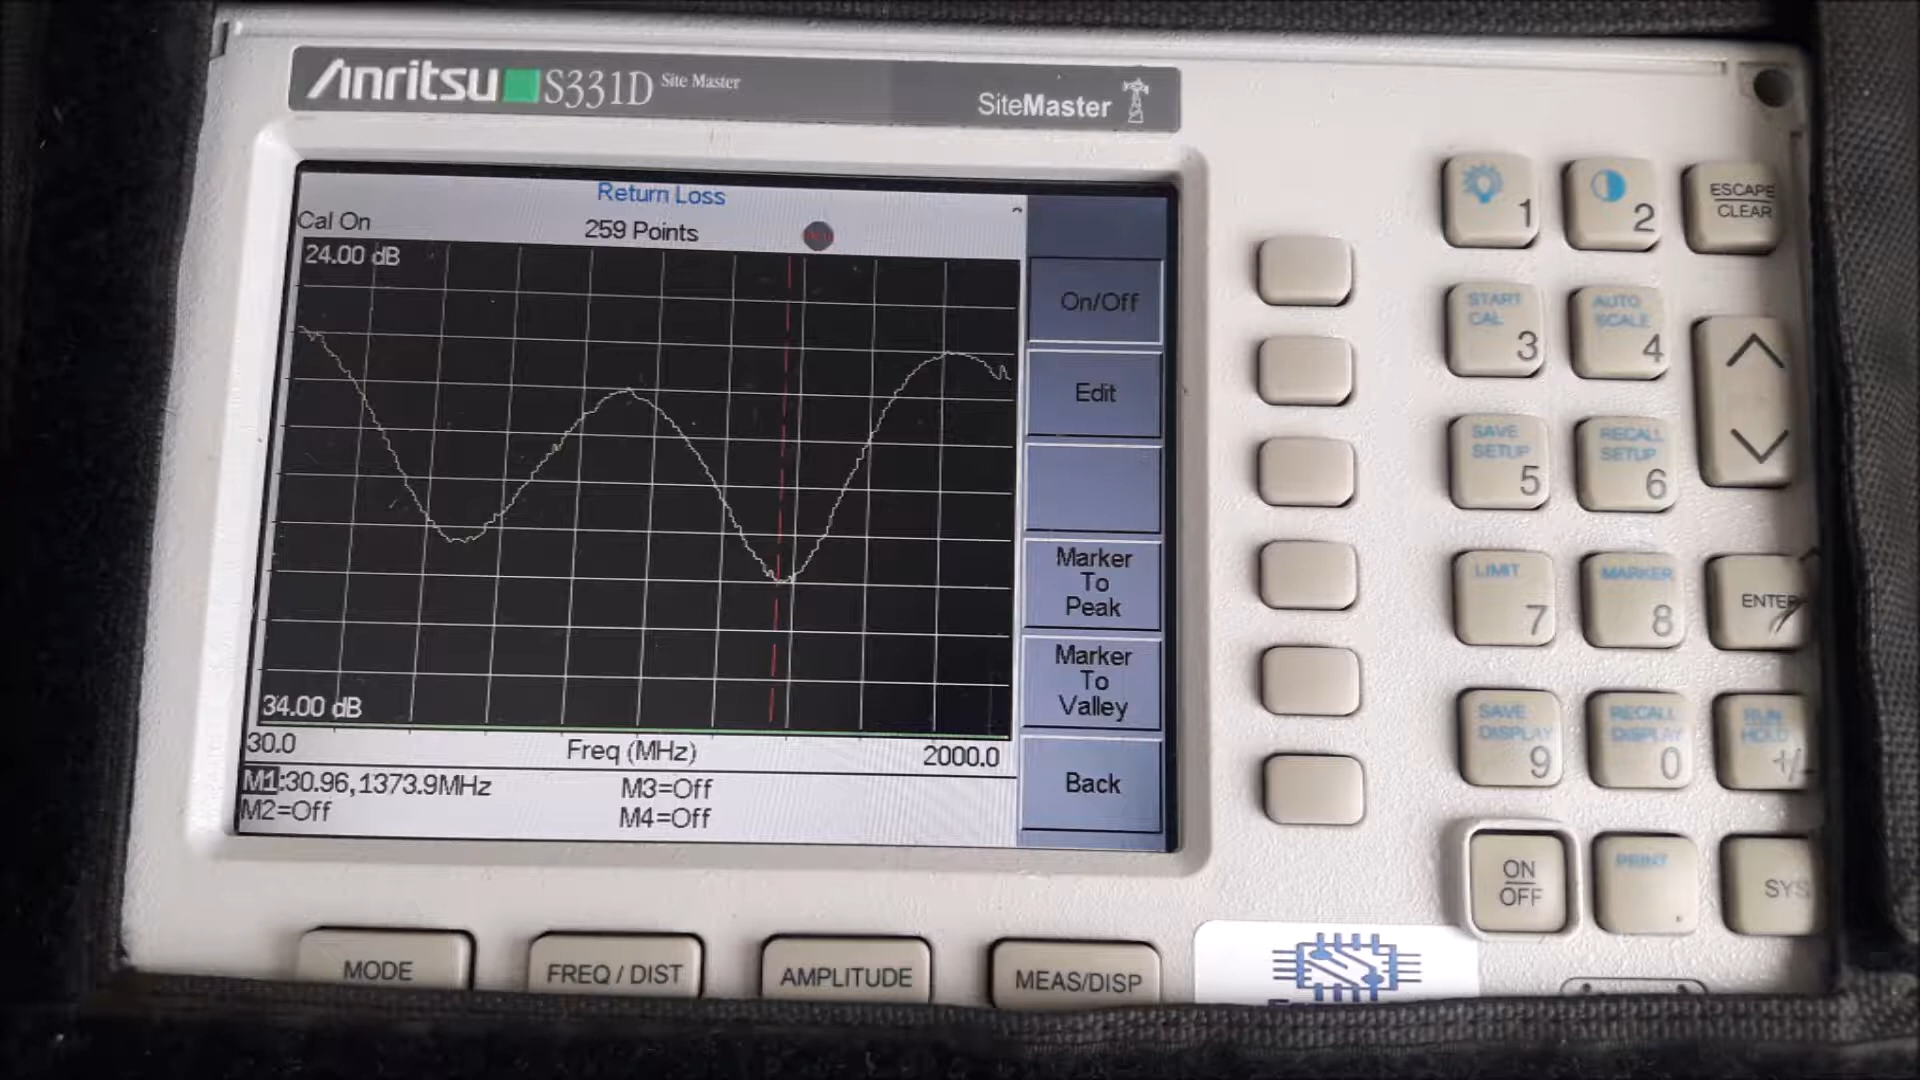 Anritsu S331D Site Master
SiteMaster
Return Loss
Cal On
259 Points
24.00 dB
34.00 dB
30.0
Freq (MHz)
2000.0
M1:30.96,1373.9MHz
M2=Off
M3=Off
M4=Off
On/Off
Edit
Marker
To
Peak
Marker
To
Valley
Back
1
2
ESCAPE
CLEAR
START
CAL
3
AUTO
SCALE
4
SAVE
SETUP
5
RECALL
SETUP
6
LIMIT
7
MARKER
8
ENTER
SAVE
DISPLAY
9
RECALL
DISPLAY
0
RUN
HOLD
+/-
ON
OFF
PRINT
SYS
MODE
FREQ / DIST
AMPLITUDE
MEAS/DISP